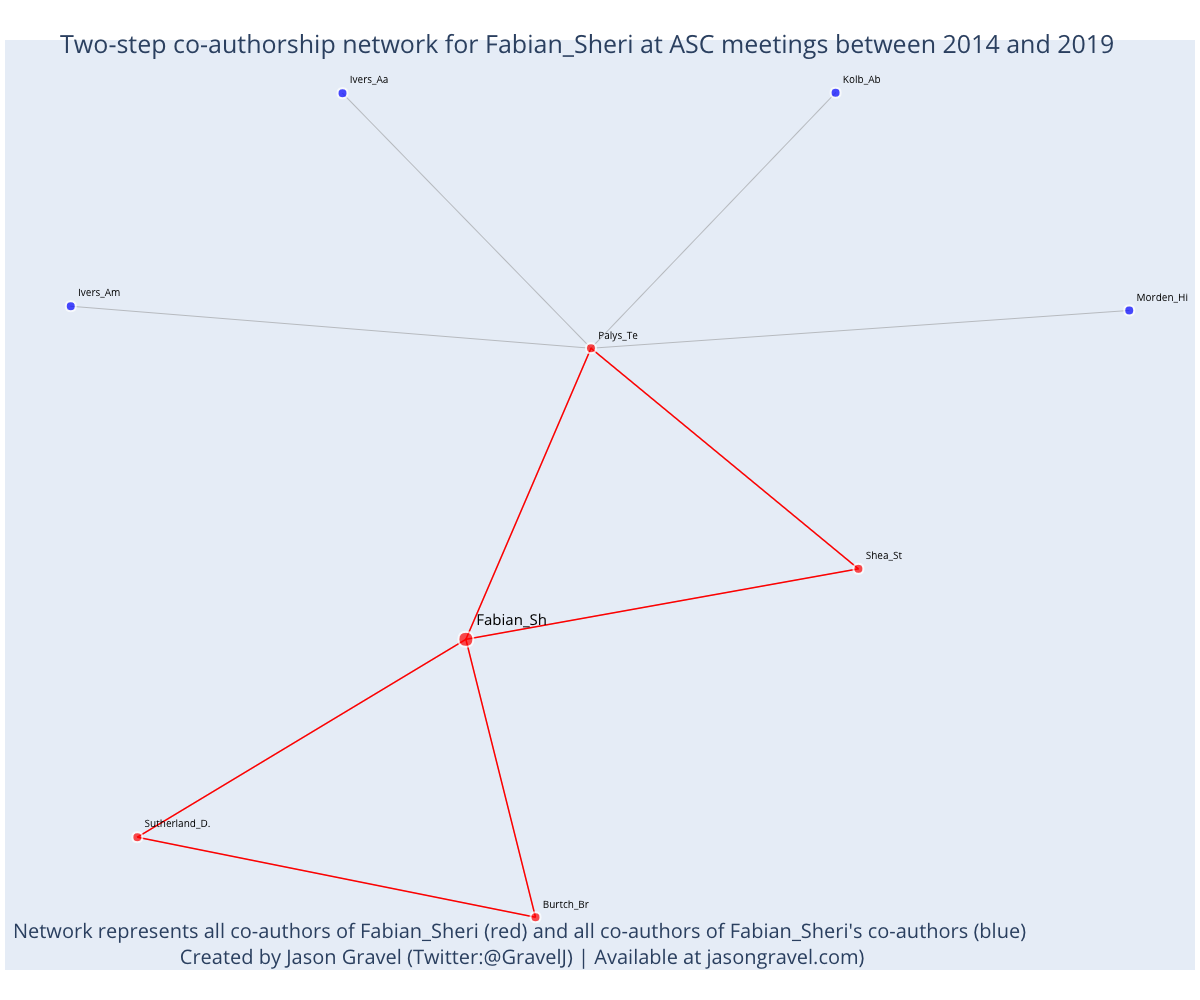 Two-step co-authorship network for Fabian_Sheri at ASC meetings between 2014 and 2019
Ivers_Aa
Kolb_Ab
Ivers_Am
Morden_Hi
Palys_Te
Shea_St
Fabian_Sh
Sutherland_D.
Burtch_Br
Network represents all co-authors of Fabian_Sheri (red) and all co-authors of Fabian_Sheri's co-authors (blue)
Created by Jason Gravel (Twitter:@GravelJ) | Available at jasongravel.com)